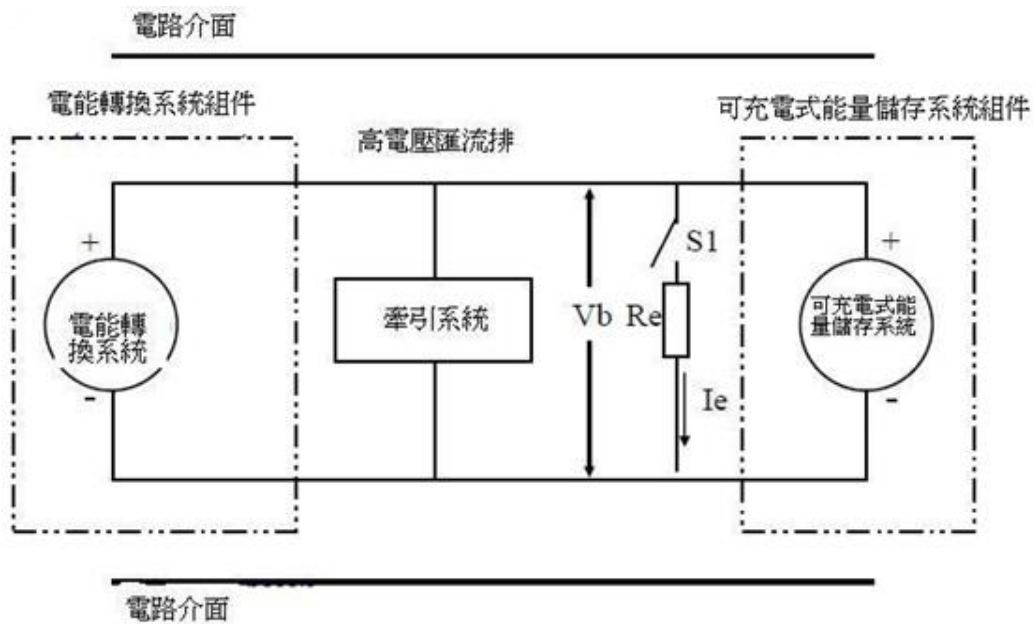 電路介面
電能轉換系統組件
可充電式能量儲存系統組件
高電壓匯流排
+
電能轉
換系統
-
牽引系統
Vb
S1
Re
Ie
+
可充電式能
量儲存系統
-
電路介面